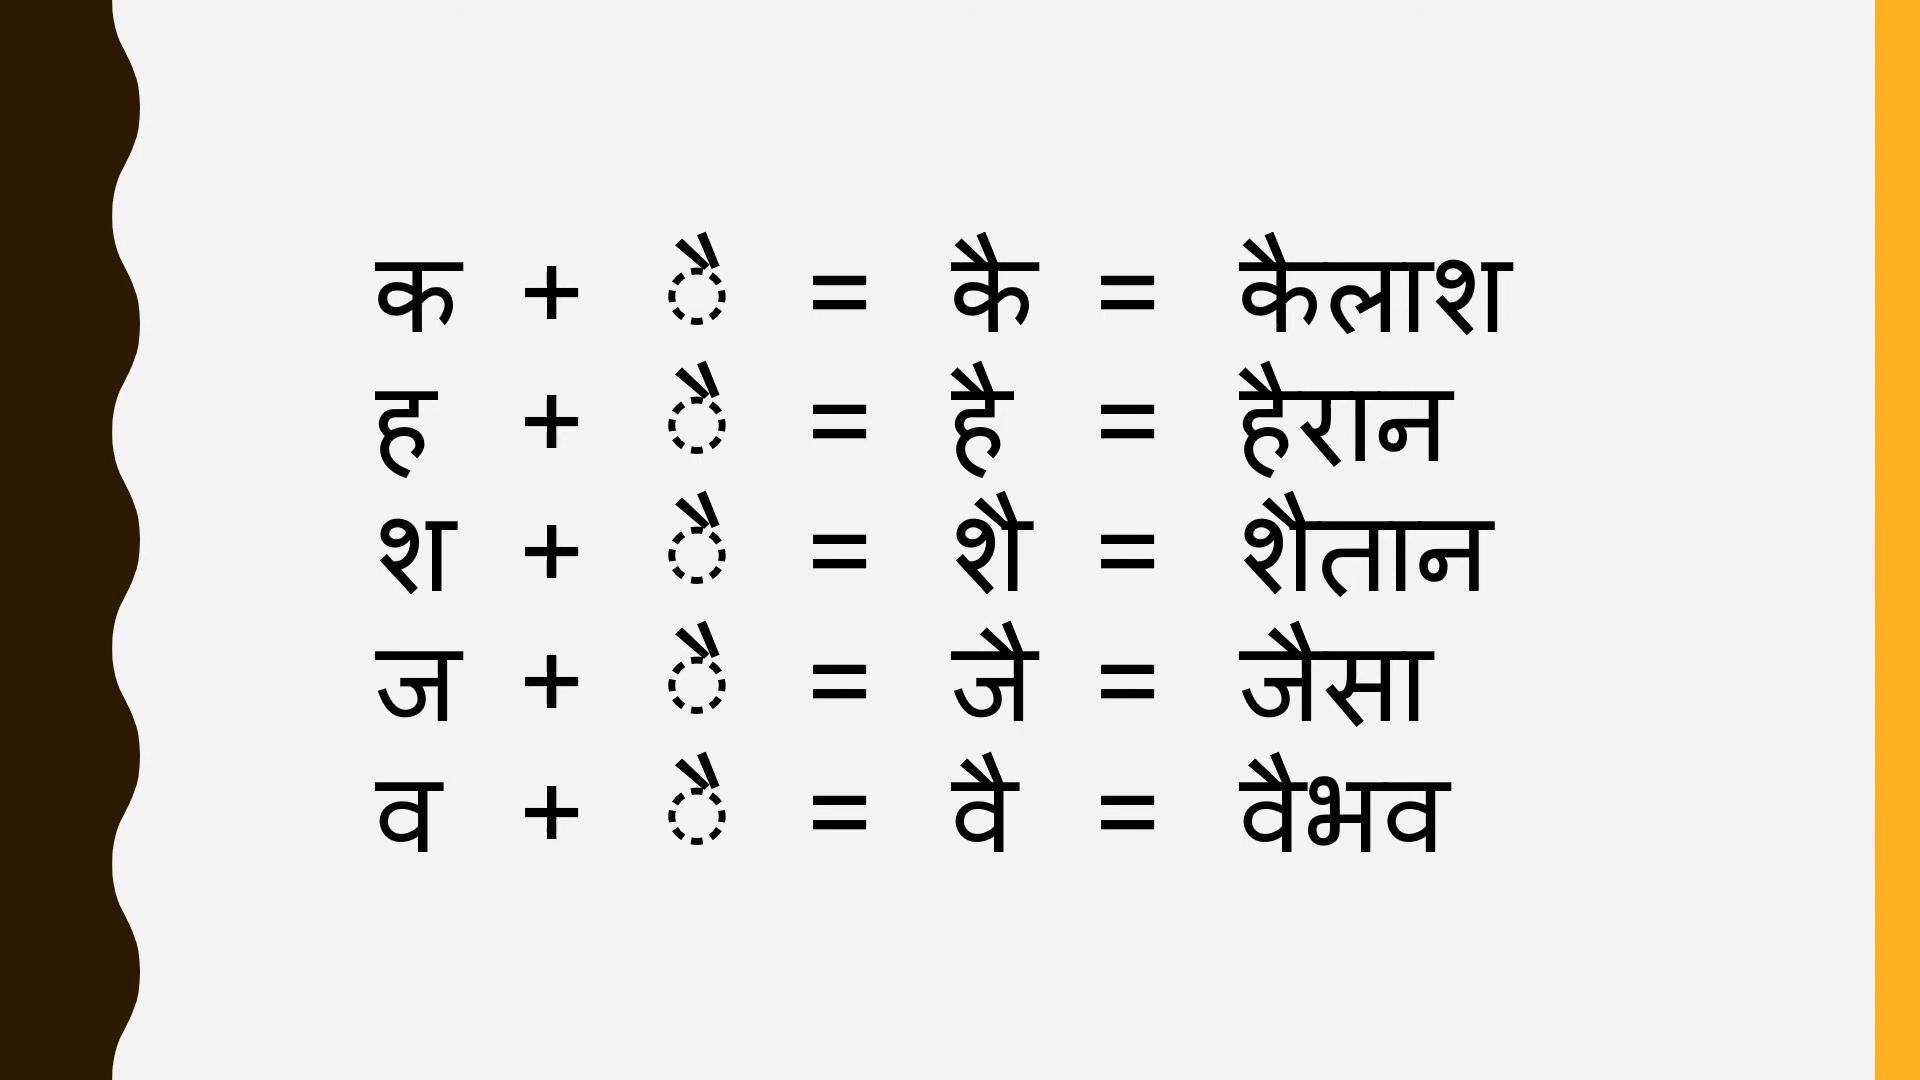 क + ै = कै = कैलाश
ह + ै = है = हैरान
श + ै = शै = शैतान
ज + ै = जै = जैसा
व + ै = वै = वैभव